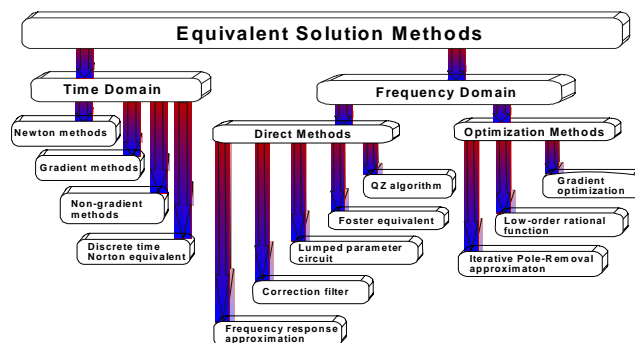 Equivalent Solution Methods
Time Domain
Frequency Domain
Newton methods
Direct Methods
Optimization Methods
Gradient methods
QZ algorithm
Gradient
optimization
Non-gradient
methods
Foster equivalent
Low-order rational
function
Discrete time
Norton equivalent
Lumped parameter
circuit
Iterative Pole-Removal
approximaton
Correction filter
Frequency response
approximation